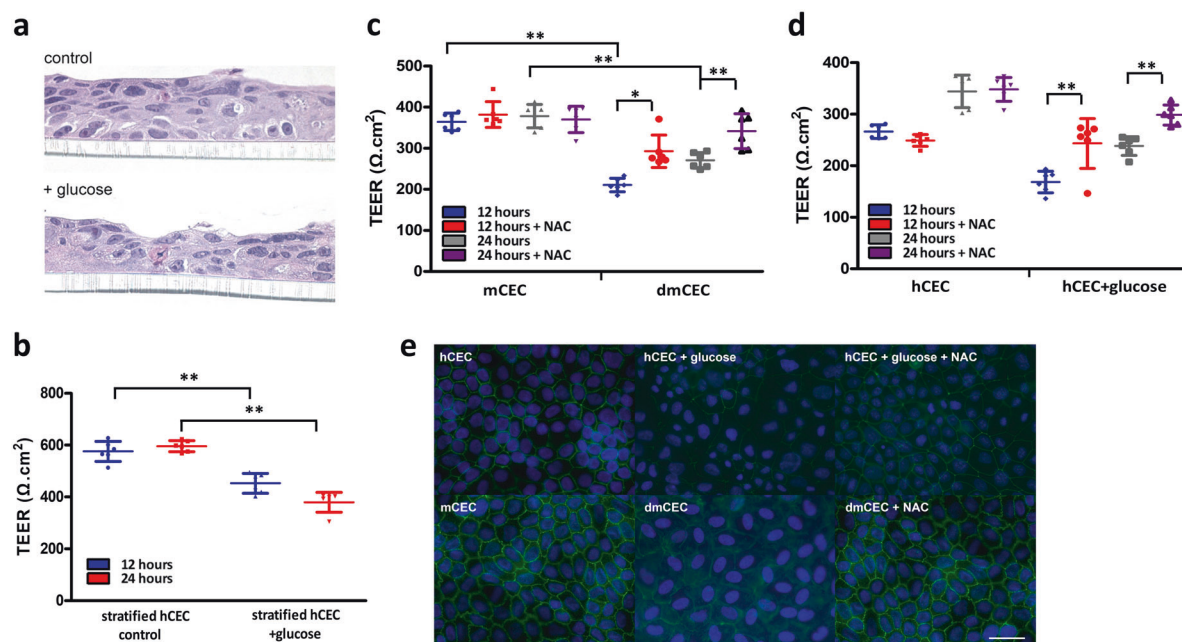 a
control
+ glucose
b
**
**
800
600
400
200
0
TEER (Ω.cm²)
12 hours
24 hours
stratified hCEC
control
stratified hCEC
+glucose
c
**
**
**
*
500
400
300
200
100
0
TEER (Ω.cm²)
12 hours
12 hours + NAC
24 hours
24 hours + NAC
mCEC
dmCEC
d
**
**
400
300
200
100
0
TEER (Ω.cm²)
12 hours
12 hours + NAC
24 hours
24 hours + NAC
hCEC
hCEC+glucose
e
hCEC
hCEC + glucose
hCEC + glucose + NAC
mCEC
dmCEC
dmCEC + NAC